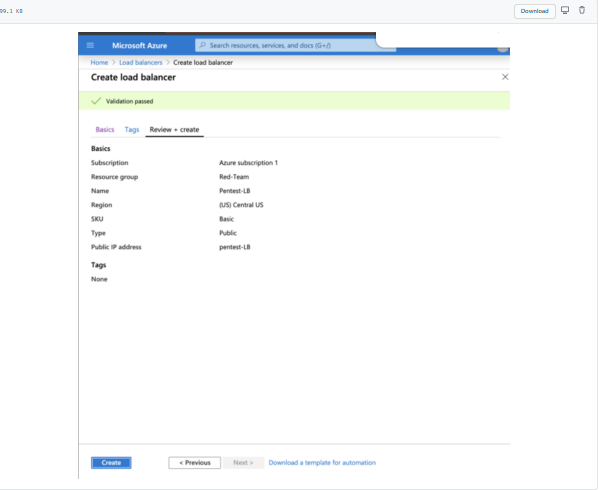 99.1 KB
Download
Microsoft Azure
Search resources, services, and docs (G+/)
Home > Load balancers > Create load balancer
Create load balancer
Validation passed
Basics Tags Review + create
Basics
Subscription Azure subscription 1
Resource group Red-Team
Name Pentest-LB
Region (US) Central US
SKU Basic
Type Public
Public IP address pentest-LB
Tags
None
Create < Previous Next > Download a template for automation